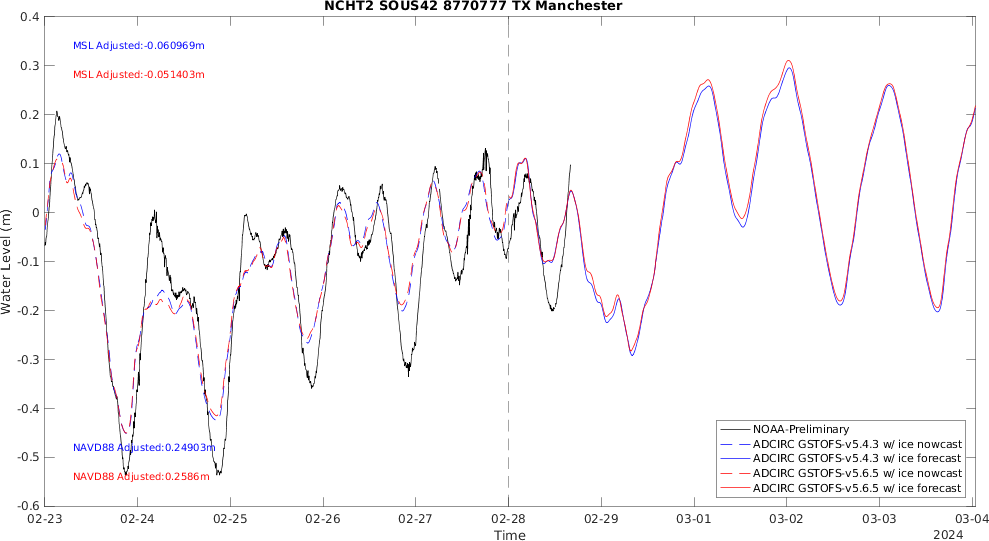 NCHT2 SOUS42 8770777 TX Manchester
MSL Adjusted:-0.060969m
MSL Adjusted:-0.051403m
NAVD88 Adjusted:0.24903m
NAVD88 Adjusted:0.2586m
Water Level (m)
0.4
0.3
0.2
0.1
0
-0.1
-0.2
-0.3
-0.4
-0.5
-0.6
NOAA-Preliminary
ADCIRC GSTOFS-v5.4.3 w/ ice nowcast
ADCIRC GSTOFS-v5.4.3 w/ ice forecast
ADCIRC GSTOFS-v5.6.5 w/ ice nowcast
ADCIRC GSTOFS-v5.6.5 w/ ice forecast
02-23 02-24 02-25 02-26 02-27 02-28 02-29 03-01 03-02 03-03 03-04
Time
2024